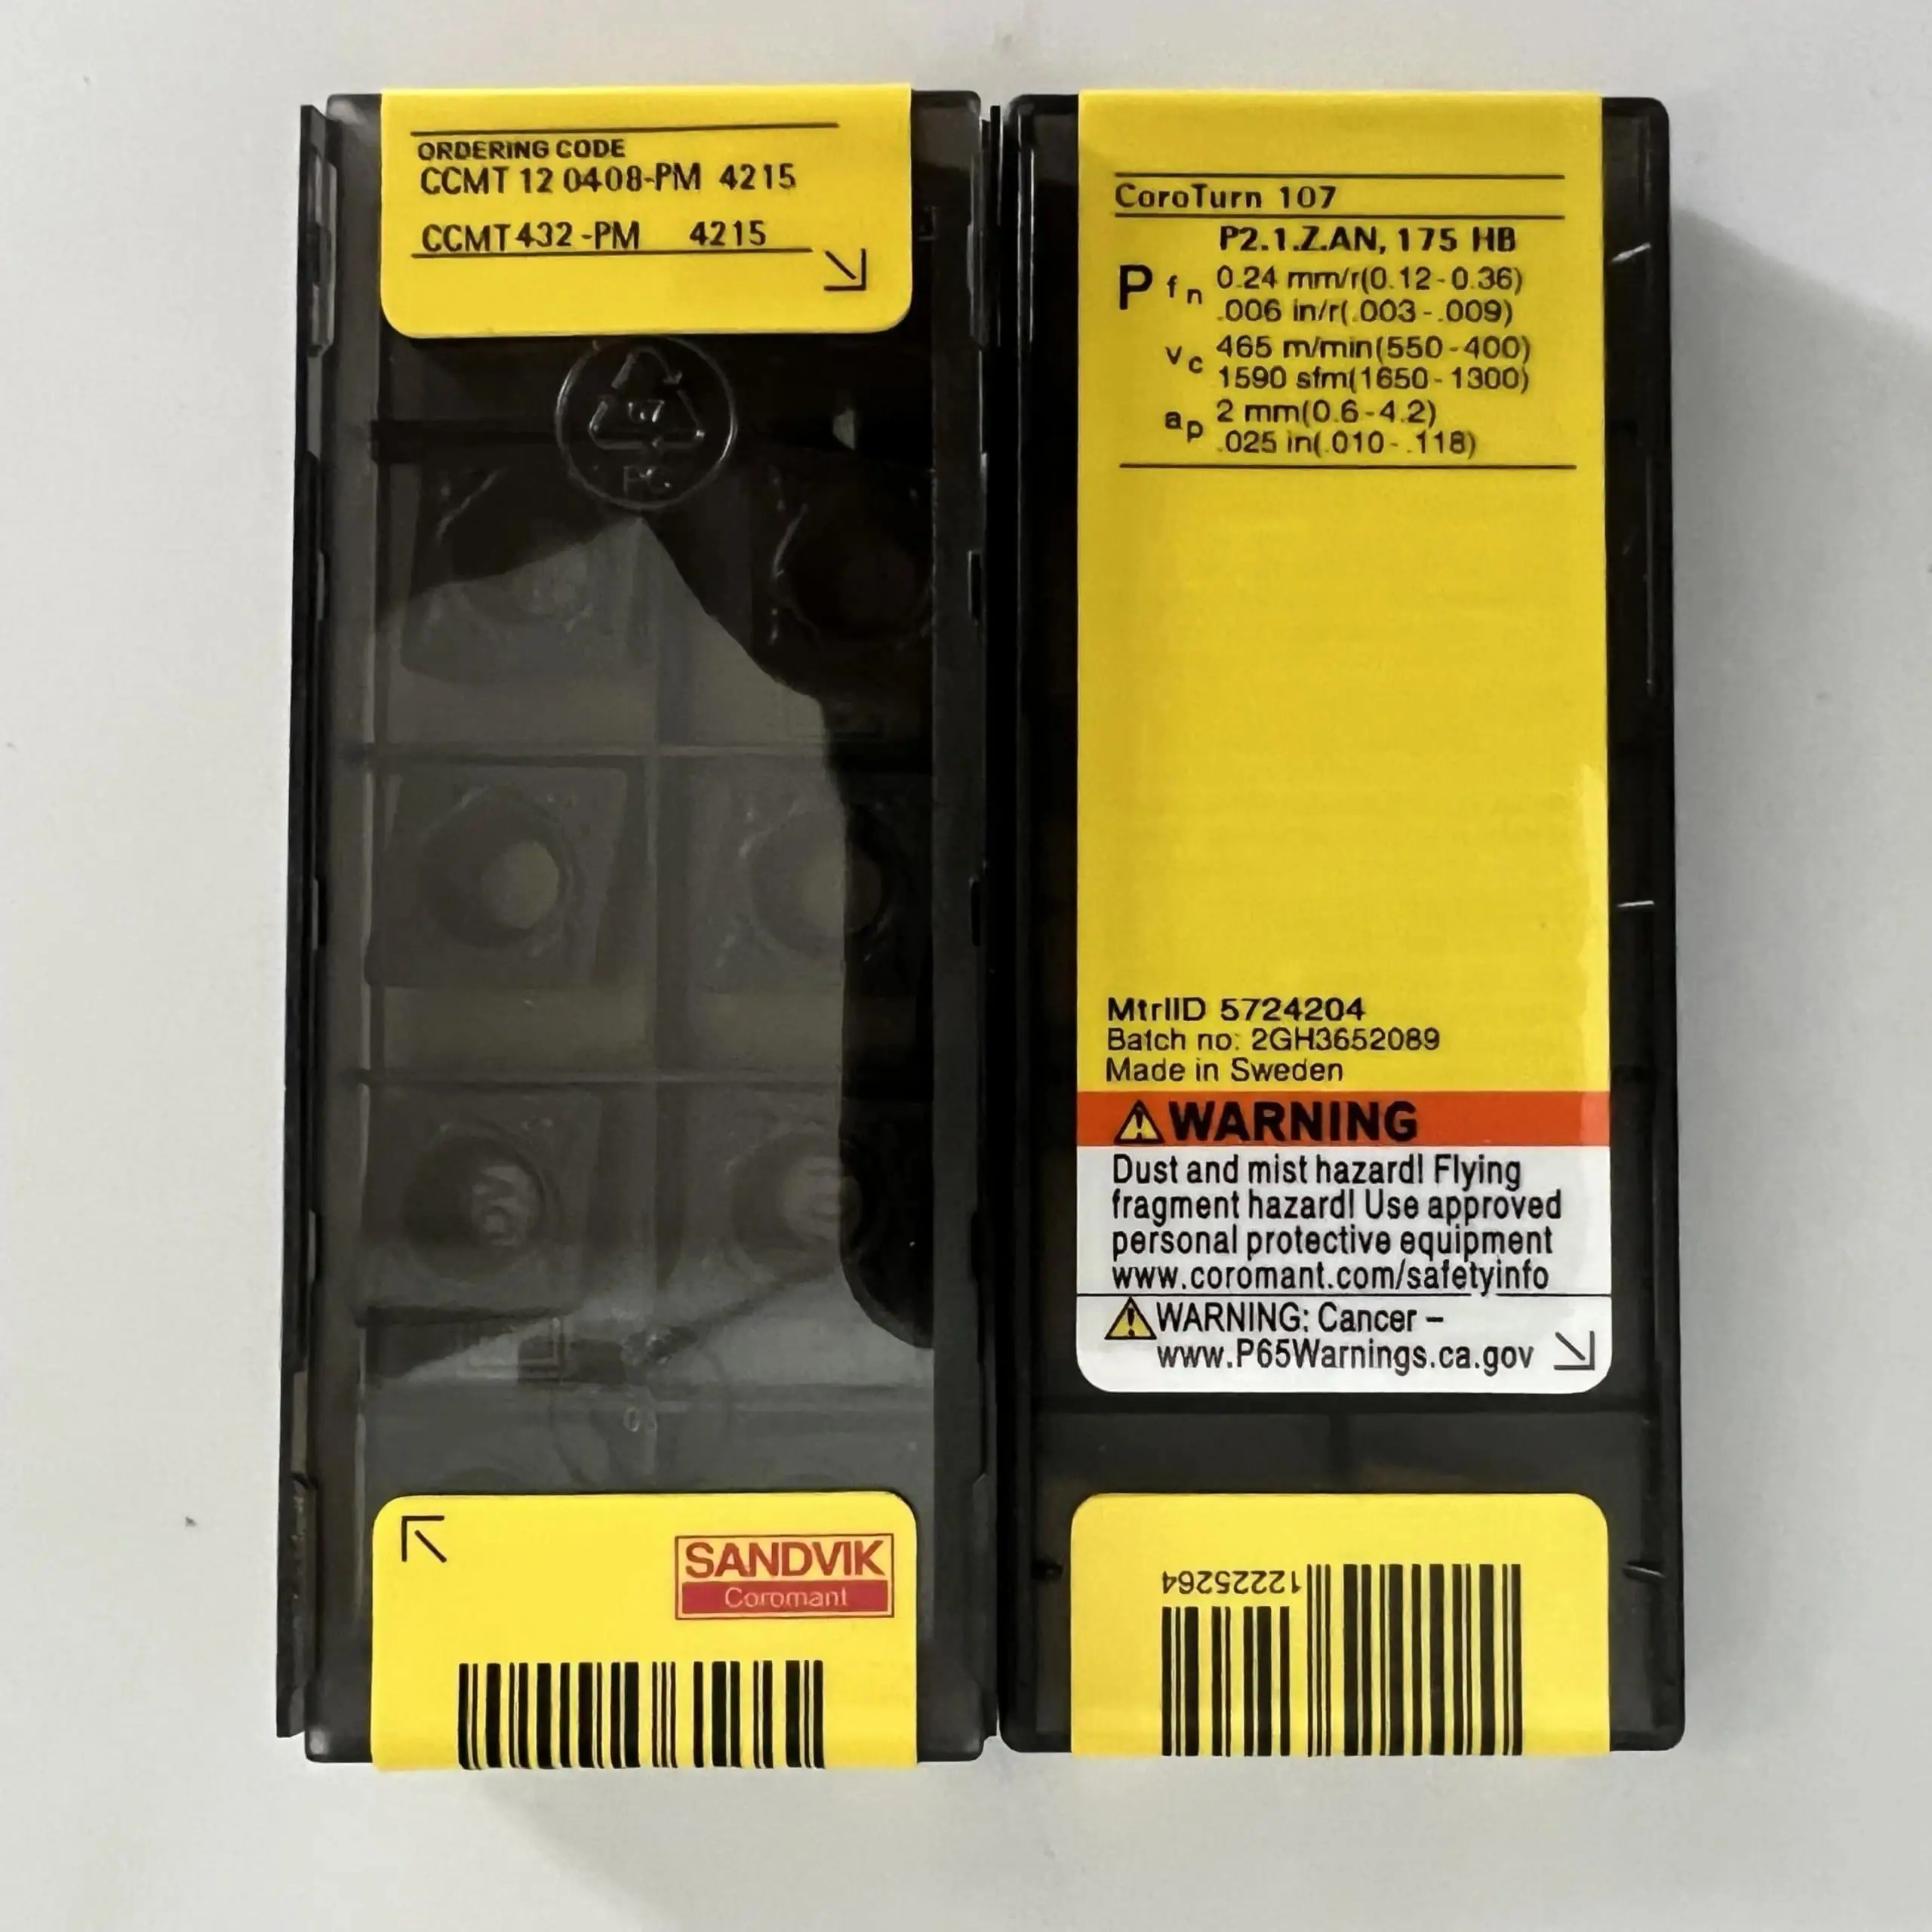 ORDERING CODE
CCMT 12 0408-PM 4215
CCMT 432-PM 4215
SANDVIK
Coromant
CoroTurn 107
P2.1.Z.AN, 175 HB
P fn 0.24 mm/r(0.12-0.36)
.006 in/r(.003-.009)
vc 465 m/min(550-400)
1590 sfm(1650-1300)
ap 2 mm(0.6-4.2)
.025 in(.010-.118)
MtrlID 5724204
Batch no: 2GH3652089
Made in Sweden
WARNING
Dust and mist hazard! Flying
fragment hazard! Use approved
personal protective equipment
www.coromant.com/safetyinfo
WARNING: Cancer –
www.P65Warnings.ca.gov
12225264